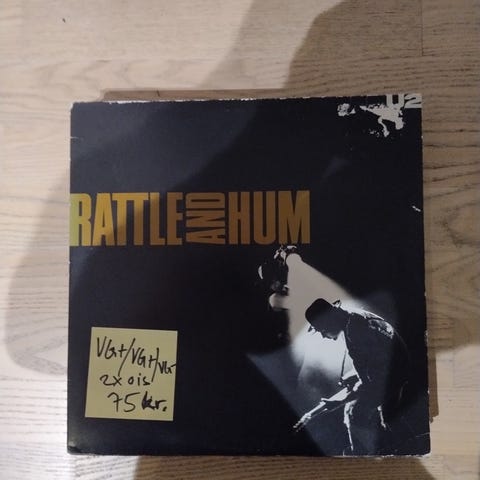 U2
RATTLE AND HUM
VG+/VG+/VG-
2x ois
75 kr.